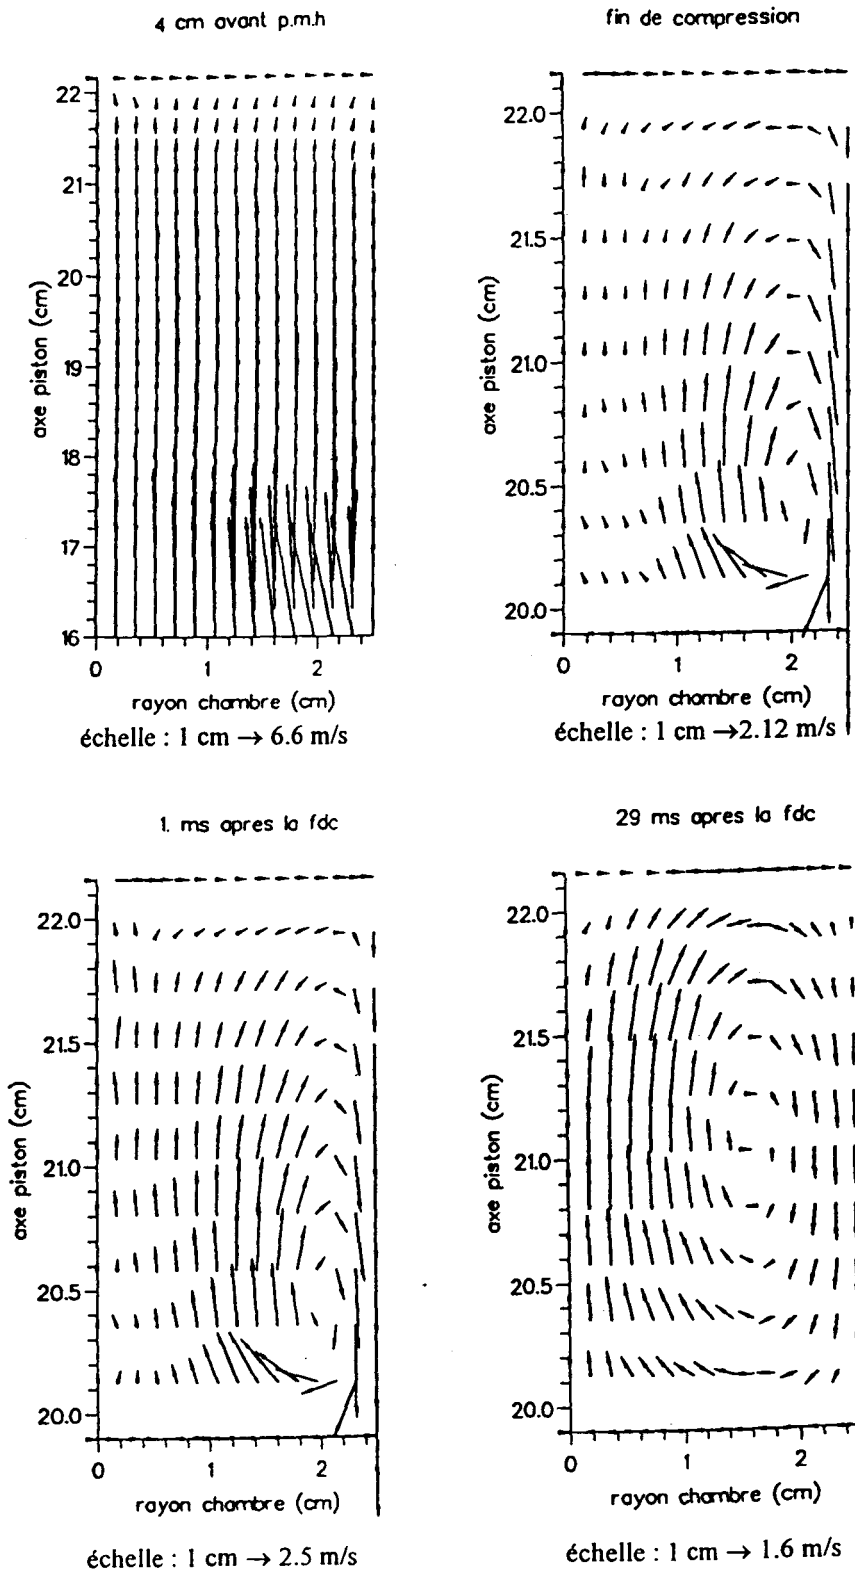 4 cm avant p.m.h
22
21
20
19
18
17
16
axe piston (cm)
0 1 2
rayon chambre (cm)
échelle : 1 cm → 6.6 m/s
fin de compression
22.0
21.5
21.0
20.5
20.0
axe piston (cm)
0 1 2
rayon chambre (cm)
échelle : 1 cm →2.12 m/s
1. ms apres la fdc
22.0
21.5
21.0
20.5
20.0
axe piston (cm)
0 1 2
rayon chambre (cm)
échelle : 1 cm → 2.5 m/s
29 ms apres la fdc
22.0
21.5
21.0
20.5
20.0
axe piston (cm)
0 1 2
rayon chambre (cm)
échelle : 1 cm → 1.6 m/s